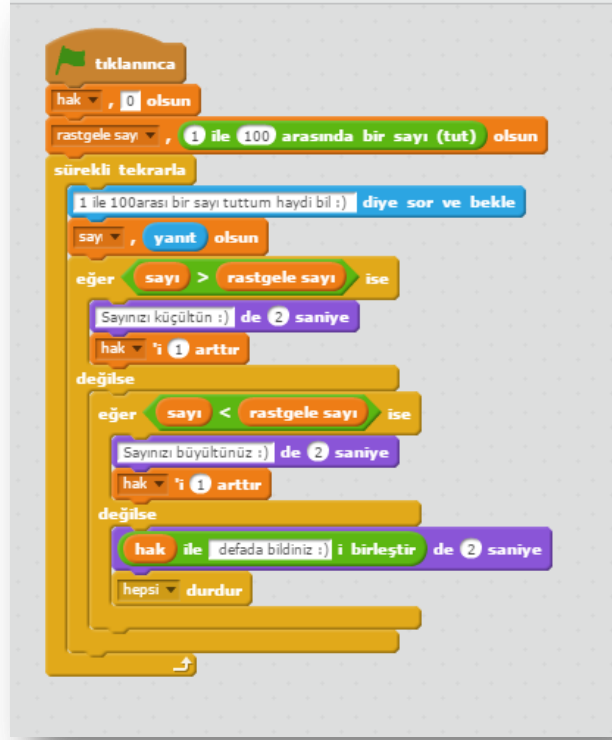 tıklanınca
hak , 0 olsun
rastgele say , 1 ile 100 arasında bir sayı (tut) olsun
sürekli tekrarla
1 ile 100arası bir sayı tuttum haydi bil :) diye sor ve bekle
sayı , yanıt olsun
eğer sayı > rastgele sayı ise
Sayınızı küçültün :) de 2 saniye
hak 'i 1 arttır
değilse
eğer sayı < rastgele sayı ise
Sayınızı büyültünüz :) de 2 saniye
hak 'i 1 arttır
değilse
hak ile defada bildiniz :) i birleştir de 2 saniye
hepsi durdur